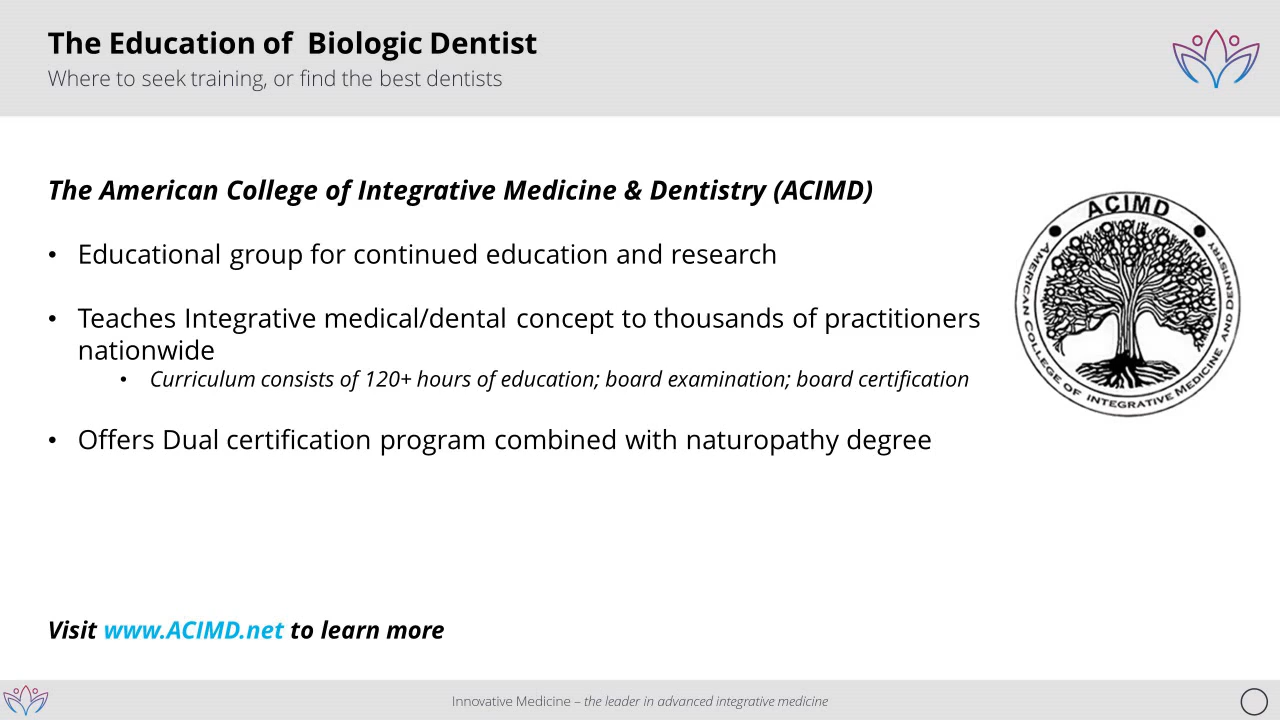 The Education of  Biologic Dentist
Where to seek training, or find the best dentists
The American College of Integrative Medicine & Dentistry (ACIMD)
• Educational group for continued education and research
• Teaches Integrative medical/dental concept to thousands of practitioners
nationwide
• Curriculum consists of 120+ hours of education; board examination; board certification
• Offers Dual certification program combined with naturopathy degree
ACIMD
AMERICAN COLLEGE OF INTEGRATIVE MEDICINE AND DENTISTRY
Visit www.ACIMD.net to learn more
Innovative Medicine – the leader in advanced integrative medicine